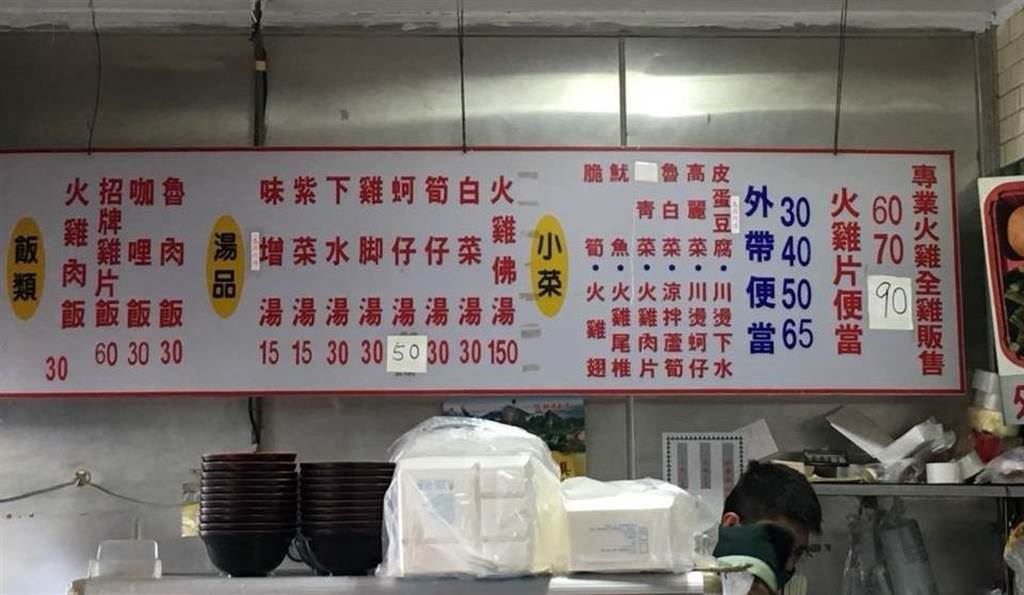 飯類
火雞肉飯 30
招牌雞片飯 60
咖哩飯 30
魯肉飯 30
湯品
味增湯 15
紫菜湯 15
下水湯 30
雞脚湯 30
蚵仔湯 50
筍仔湯 30
白菜湯 30
火雞佛湯 150
小菜
脆筍•火雞翅
魷魚•火雞尾椎
青菜•火雞肉片
魯白菜•涼拌蘆筍
高麗菜•川燙蚵仔
皮蛋豆腐•川燙下水
外帶便當
30
40
50
65
火雞片便當
60
70
90
專業火雞全雞販售